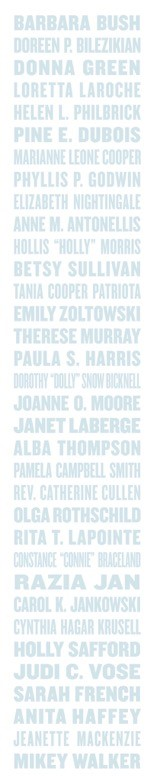 BARBARA BUSH
DOREEN P. BILEZIKIAN
DONNA GREEN
LORETTA LAROCHE
HELEN L. PHILBRICK
PINE E. DUBOIS
MARIANNE LEONE COOPER
PHYLLIS P. GODWIN
ELIZABETH NIGHTINGALE
ANNE M. ANTONELLIS
HOLLIS “HOLLY” MORRIS
BETSY SULLIVAN
TANIA COOPER PATRIOTA
EMILY ZOLTOWSKI
THERESE MURRAY
PAULA S. HARRIS
DOROTHY “DOLLY” SNOW BICKNELL
JOANNE O. MOORE
JANET LABERGE
ALBA THOMPSON
PAMELA CAMPBELL SMITH
REV. CATHERINE CULLEN
OLGA ROTHSCHILD
RITA T. LAPOINTE
CONSTANCE “CONNIE” BRACELAND
RAZIA JAN
CAROL K. JANKOWSKI
CYNTHIA HAGAR KRUSELL
HOLLY SAFFORD
JUDI C. VOSE
SARAH FRENCH
ANITA HAFFEY
JEANETTE MACKENZIE
MIKEY WALKER